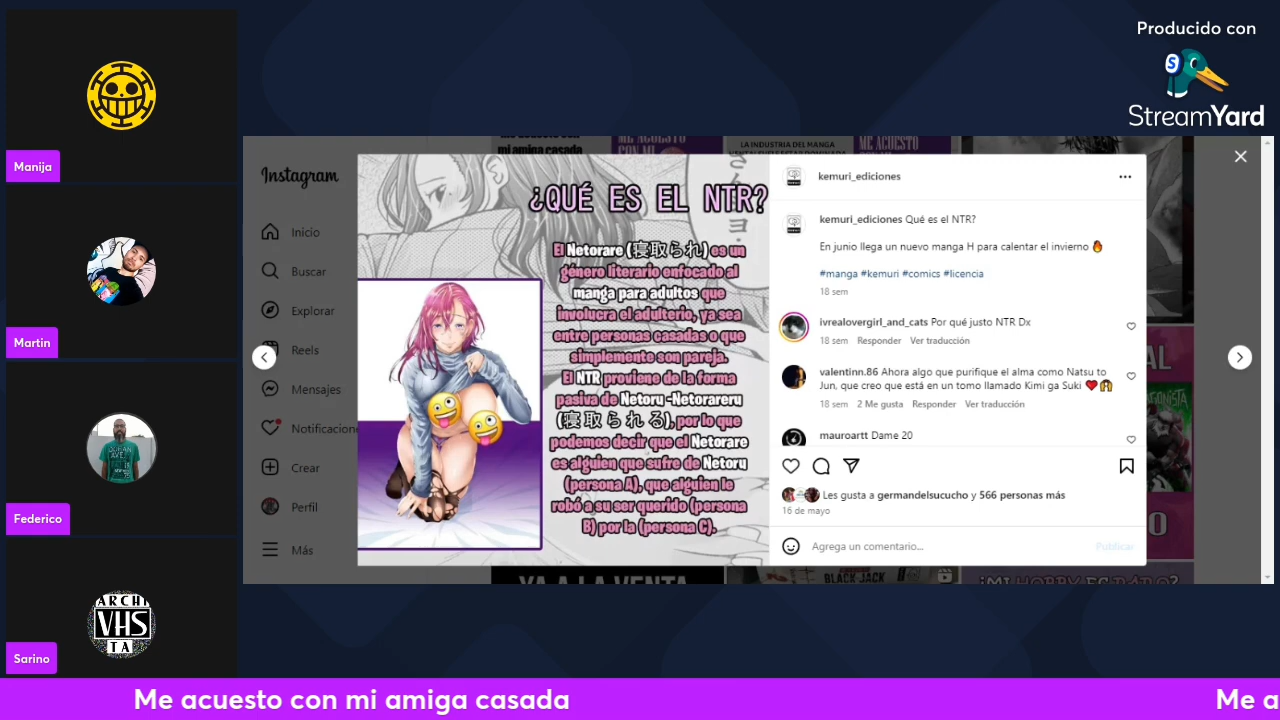 Producido con
StreamYard
Manija
Martin
Federico
ARCHI
VHS
TA
Sarino
Instagram
Inicio
Buscar
Explorar
Reels
Mensajes
Notificacione
Crear
Perfil
Más
mi amiga casada
ME ACUESTO
CON MI
LA INDUSTRIA DEL MANGA
ME ACUESTO
¿QUÉ ES EL NTR?
El Netorare (寝取られ) es un
género literario enfocado al
manga para adultos que
involucra el adulterio, ya sea
entre personas casadas o que
simplemente son pareja.
El NTR proviene de la forma
pasiva de Netoru -Netorareru
(寝取られる), por lo que
podemos decir que el Netorare
es alguien que sufre de Netoru
(persona A), que alguien le
robó a su ser querido (persona
B) por la (persona C).
kemuri_ediciones
kemuri_ediciones Qué es el NTR?
En junio llega un nuevo manga H para calentar el invierno 🔥
#manga #kemuri #comics #licencia
18 sem
ivrealovergirl_and_cats Por qué justo NTR Dx
18 sem Responder Ver traducción
valentinn.86 Ahora algo que purifique el alma como Natsu to
Jun, que creo que está en un tomo llamado Kimi ga Suki ❤️🙌
18 sem 2 Me gusta Responder Ver traducción
mauroartt Dame 20
Les gusta a germandelsucucho y 566 personas más
16 de mayo
Agrega un comentario...
Publicar
YA A LA VENTA
BLACK JACK
¿MI HOBBY ES RARO?
Me acuesto con mi amiga casada
Me a